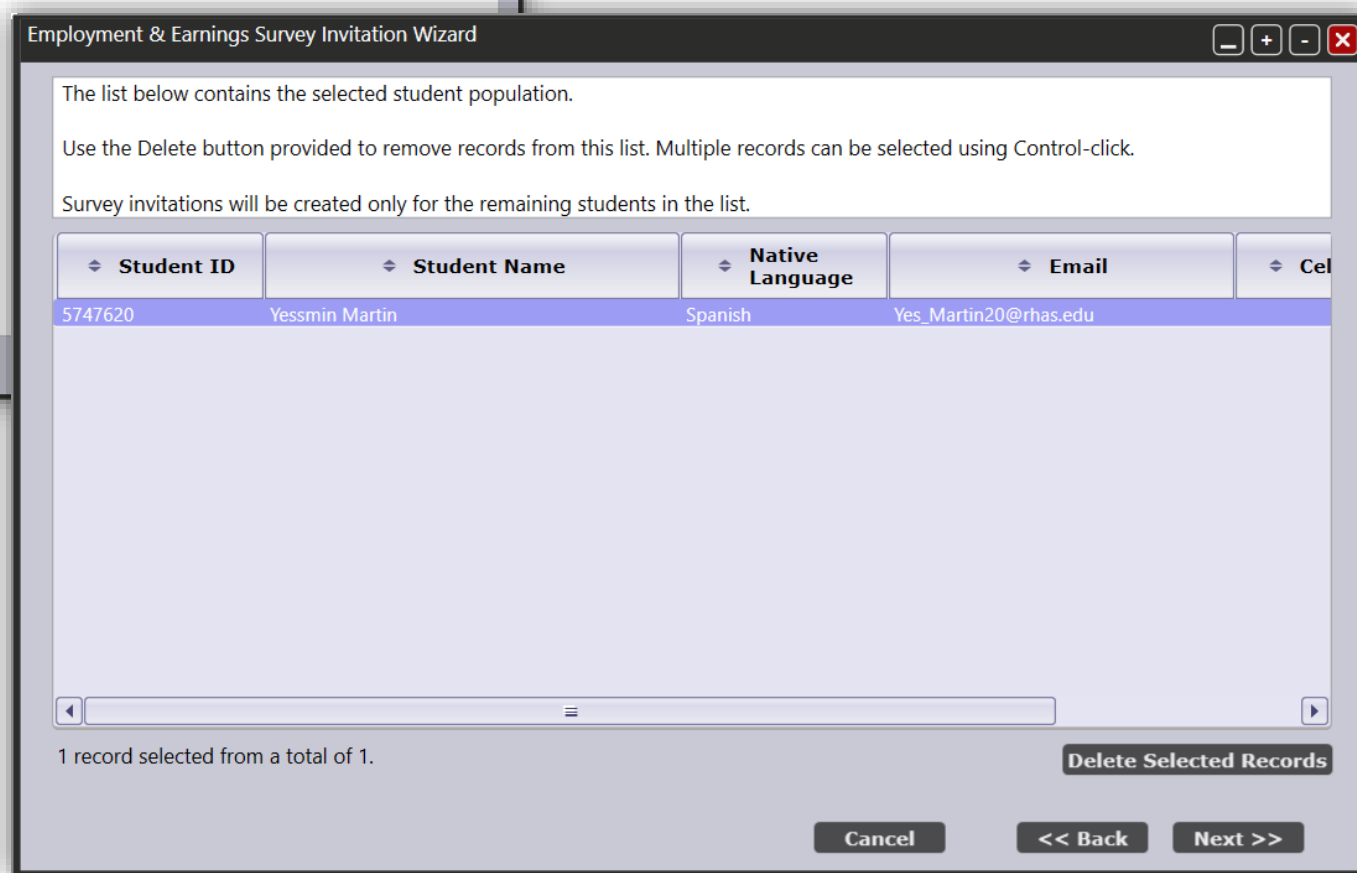 Employment & Earnings Survey Invitation Wizard
The list below contains the selected student population.
Use the Delete button provided to remove records from this list. Multiple records can be selected using Control-click.
Survey invitations will be created only for the remaining students in the list.
Student ID Student Name Native Language Email Cel
5747620 Yessmin Martin Spanish Yes_Martin20@rhas.edu
1 record selected from a total of 1.
Delete Selected Records
Cancel << Back Next >>